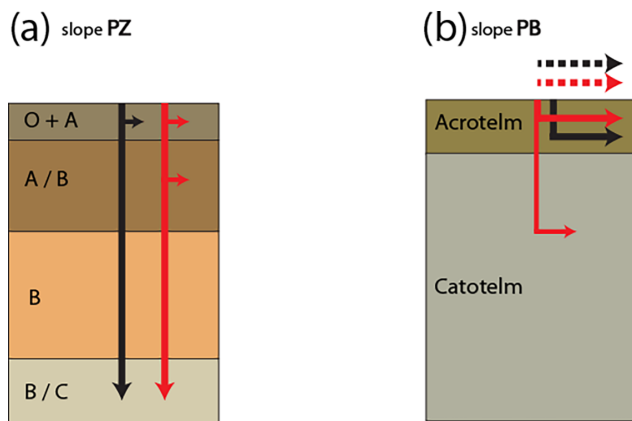 (a) slope PZ
O + A
A / B
B
B / C
(b) slope PB
Acrotelm
Catotelm